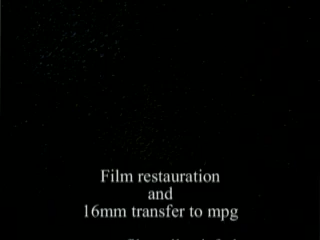 Film restauration
and
16mm transfer to mpg